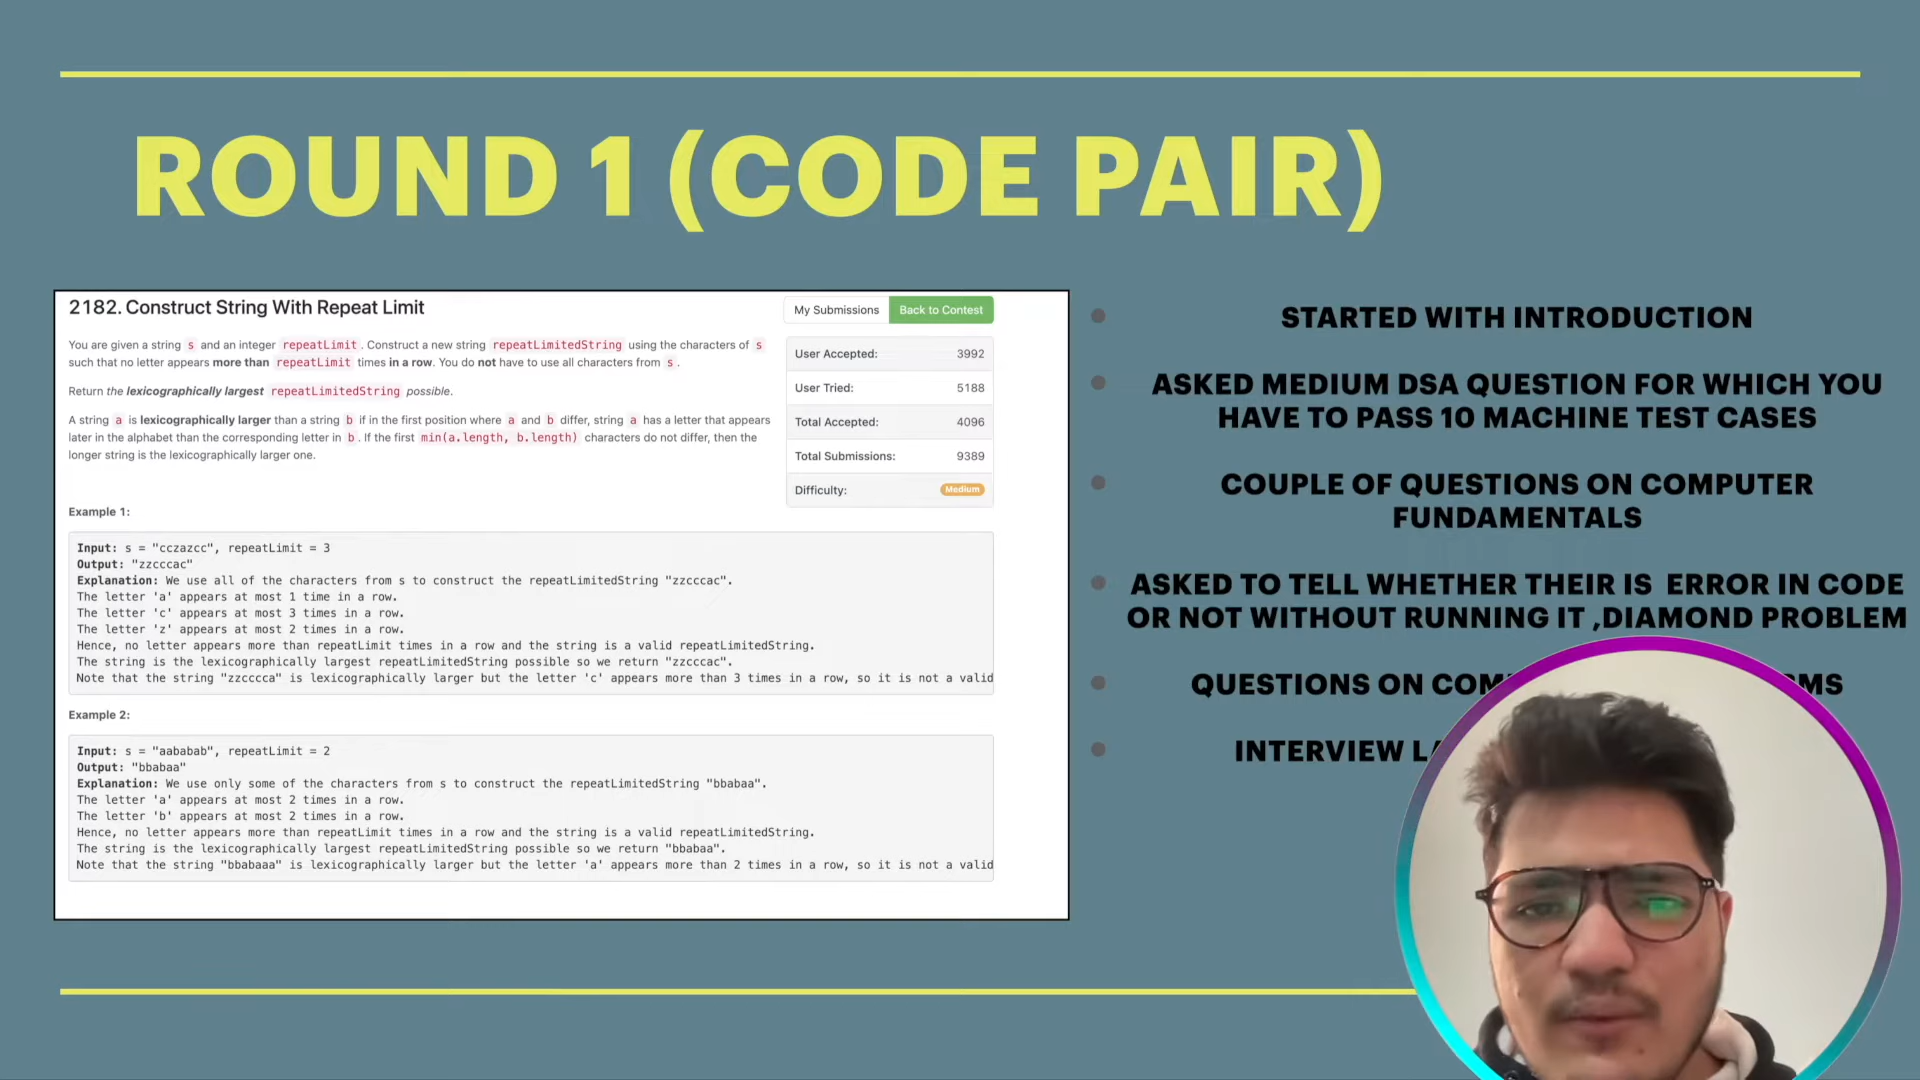 ROUND 1 (CODE PAIR)
2182. Construct String With Repeat Limit
My Submissions
Back to Contest
You are given a string s and an integer repeatLimit . Construct a new string repeatLimitedString using the characters of s
such that no letter appears more than repeatLimit times in a row. You do not have to use all characters from s .
Return the lexicographically largest repeatLimitedString possible.
A string a is lexicographically larger than a string b if in the first position where a and b differ, string a has a letter that appears
later in the alphabet than the corresponding letter in b . If the first min(a.length, b.length) characters do not differ, then the
longer string is the lexicographically larger one.
User Accepted: 3992
User Tried: 5188
Total Accepted: 4096
Total Submissions: 9389
Difficulty: Medium
Example 1:
Input: s = "cczazcc", repeatLimit = 3
Output: "zzcccac"
Explanation: We use all of the characters from s to construct the repeatLimitedString "zzcccac".
The letter 'a' appears at most 1 time in a row.
The letter 'c' appears at most 3 times in a row.
The letter 'z' appears at most 2 times in a row.
Hence, no letter appears more than repeatLimit times in a row and the string is a valid repeatLimitedString.
The string is the lexicographically largest repeatLimitedString possible so we return "zzcccac".
Note that the string "zzcccca" is lexicographically larger but the letter 'c' appears more than 3 times in a row, so it is not a valid
Example 2:
Input: s = "aababab", repeatLimit = 2
Output: "bbabaa"
Explanation: We use only some of the characters from s to construct the repeatLimitedString "bbabaa".
The letter 'a' appears at most 2 times in a row.
The letter 'b' appears at most 2 times in a row.
Hence, no letter appears more than repeatLimit times in a row and the string is a valid repeatLimitedString.
The string is the lexicographically largest repeatLimitedString possible so we return "bbabaa".
Note that the string "bbabaaa" is lexicographically larger but the letter 'a' appears more than 2 times in a row, so it is not a valid
STARTED WITH INTRODUCTION
ASKED MEDIUM DSA QUESTION FOR WHICH YOU
HAVE TO PASS 10 MACHINE TEST CASES
COUPLE OF QUESTIONS ON COMPUTER
FUNDAMENTALS
ASKED TO TELL WHETHER THEIR IS ERROR IN CODE
OR NOT WITHOUT RUNNING IT ,DIAMOND PROBLEM
QUESTIONS ON
INTERVIEW